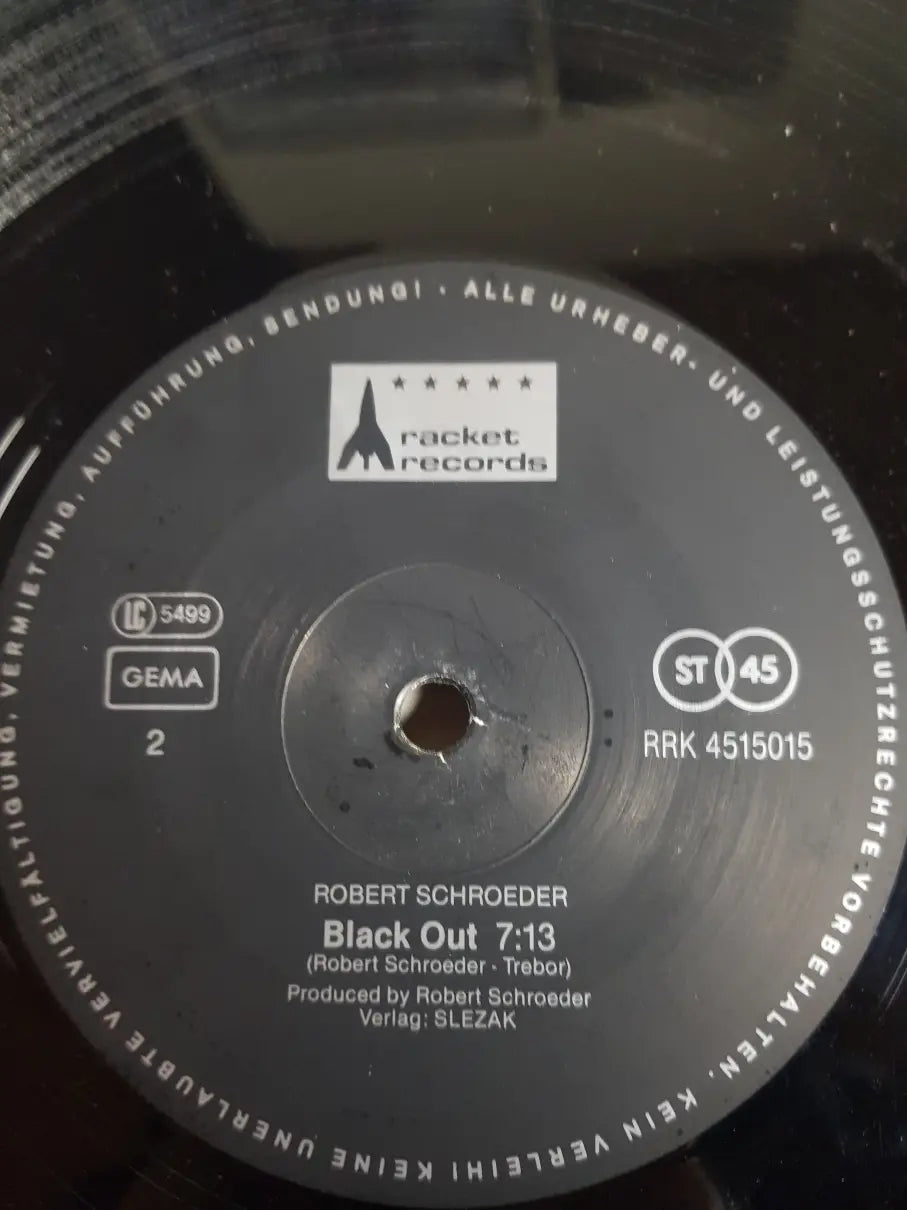 ALLE URHEBER- UND LEISTUNGSSCHUTZRECHTE VORBEHALTEN, KEIN VERLEIH! KEINE UNERLAUBTE VERVIELFÄLTIGUNG, VERMIETUNG, AUFFÜHRUNG, SENDUNG! ·
racket
records
LC 5499
GEMA
2
ST 45
RRK 4515015
ROBERT SCHROEDER
Black Out 7:13
(Robert Schroeder - Trebor)
Produced by Robert Schroeder
Verlag: SLEZAK